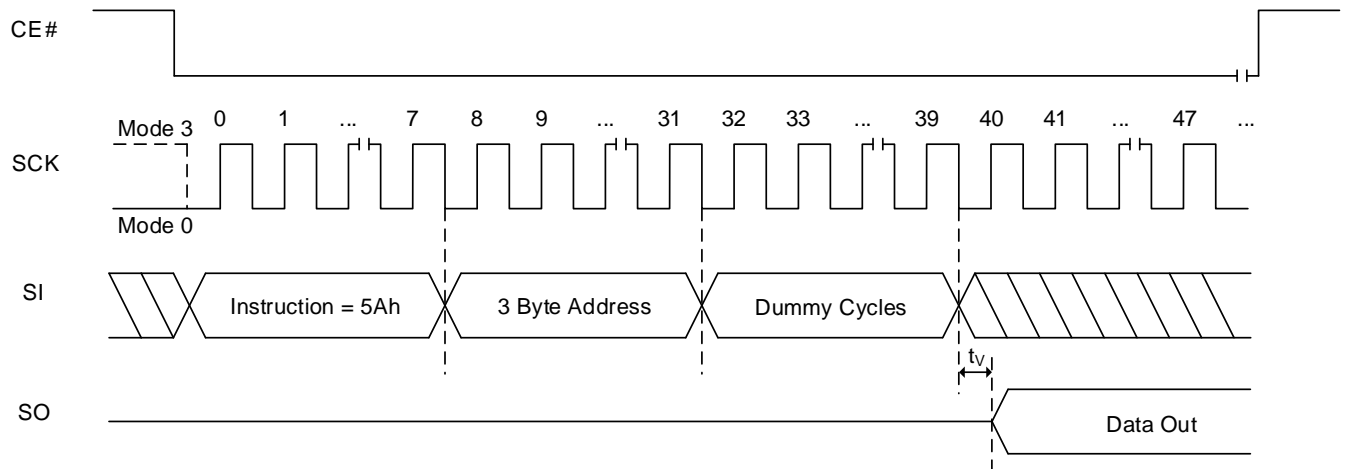 CE#
Mode 3
0 1 ... 7 8 9 ... 31 32 33 ... 39 40 41 ... 47 ...
SCK
Mode 0
SI
Instruction = 5Ah
3 Byte Address
Dummy Cycles
tV
SO
Data Out